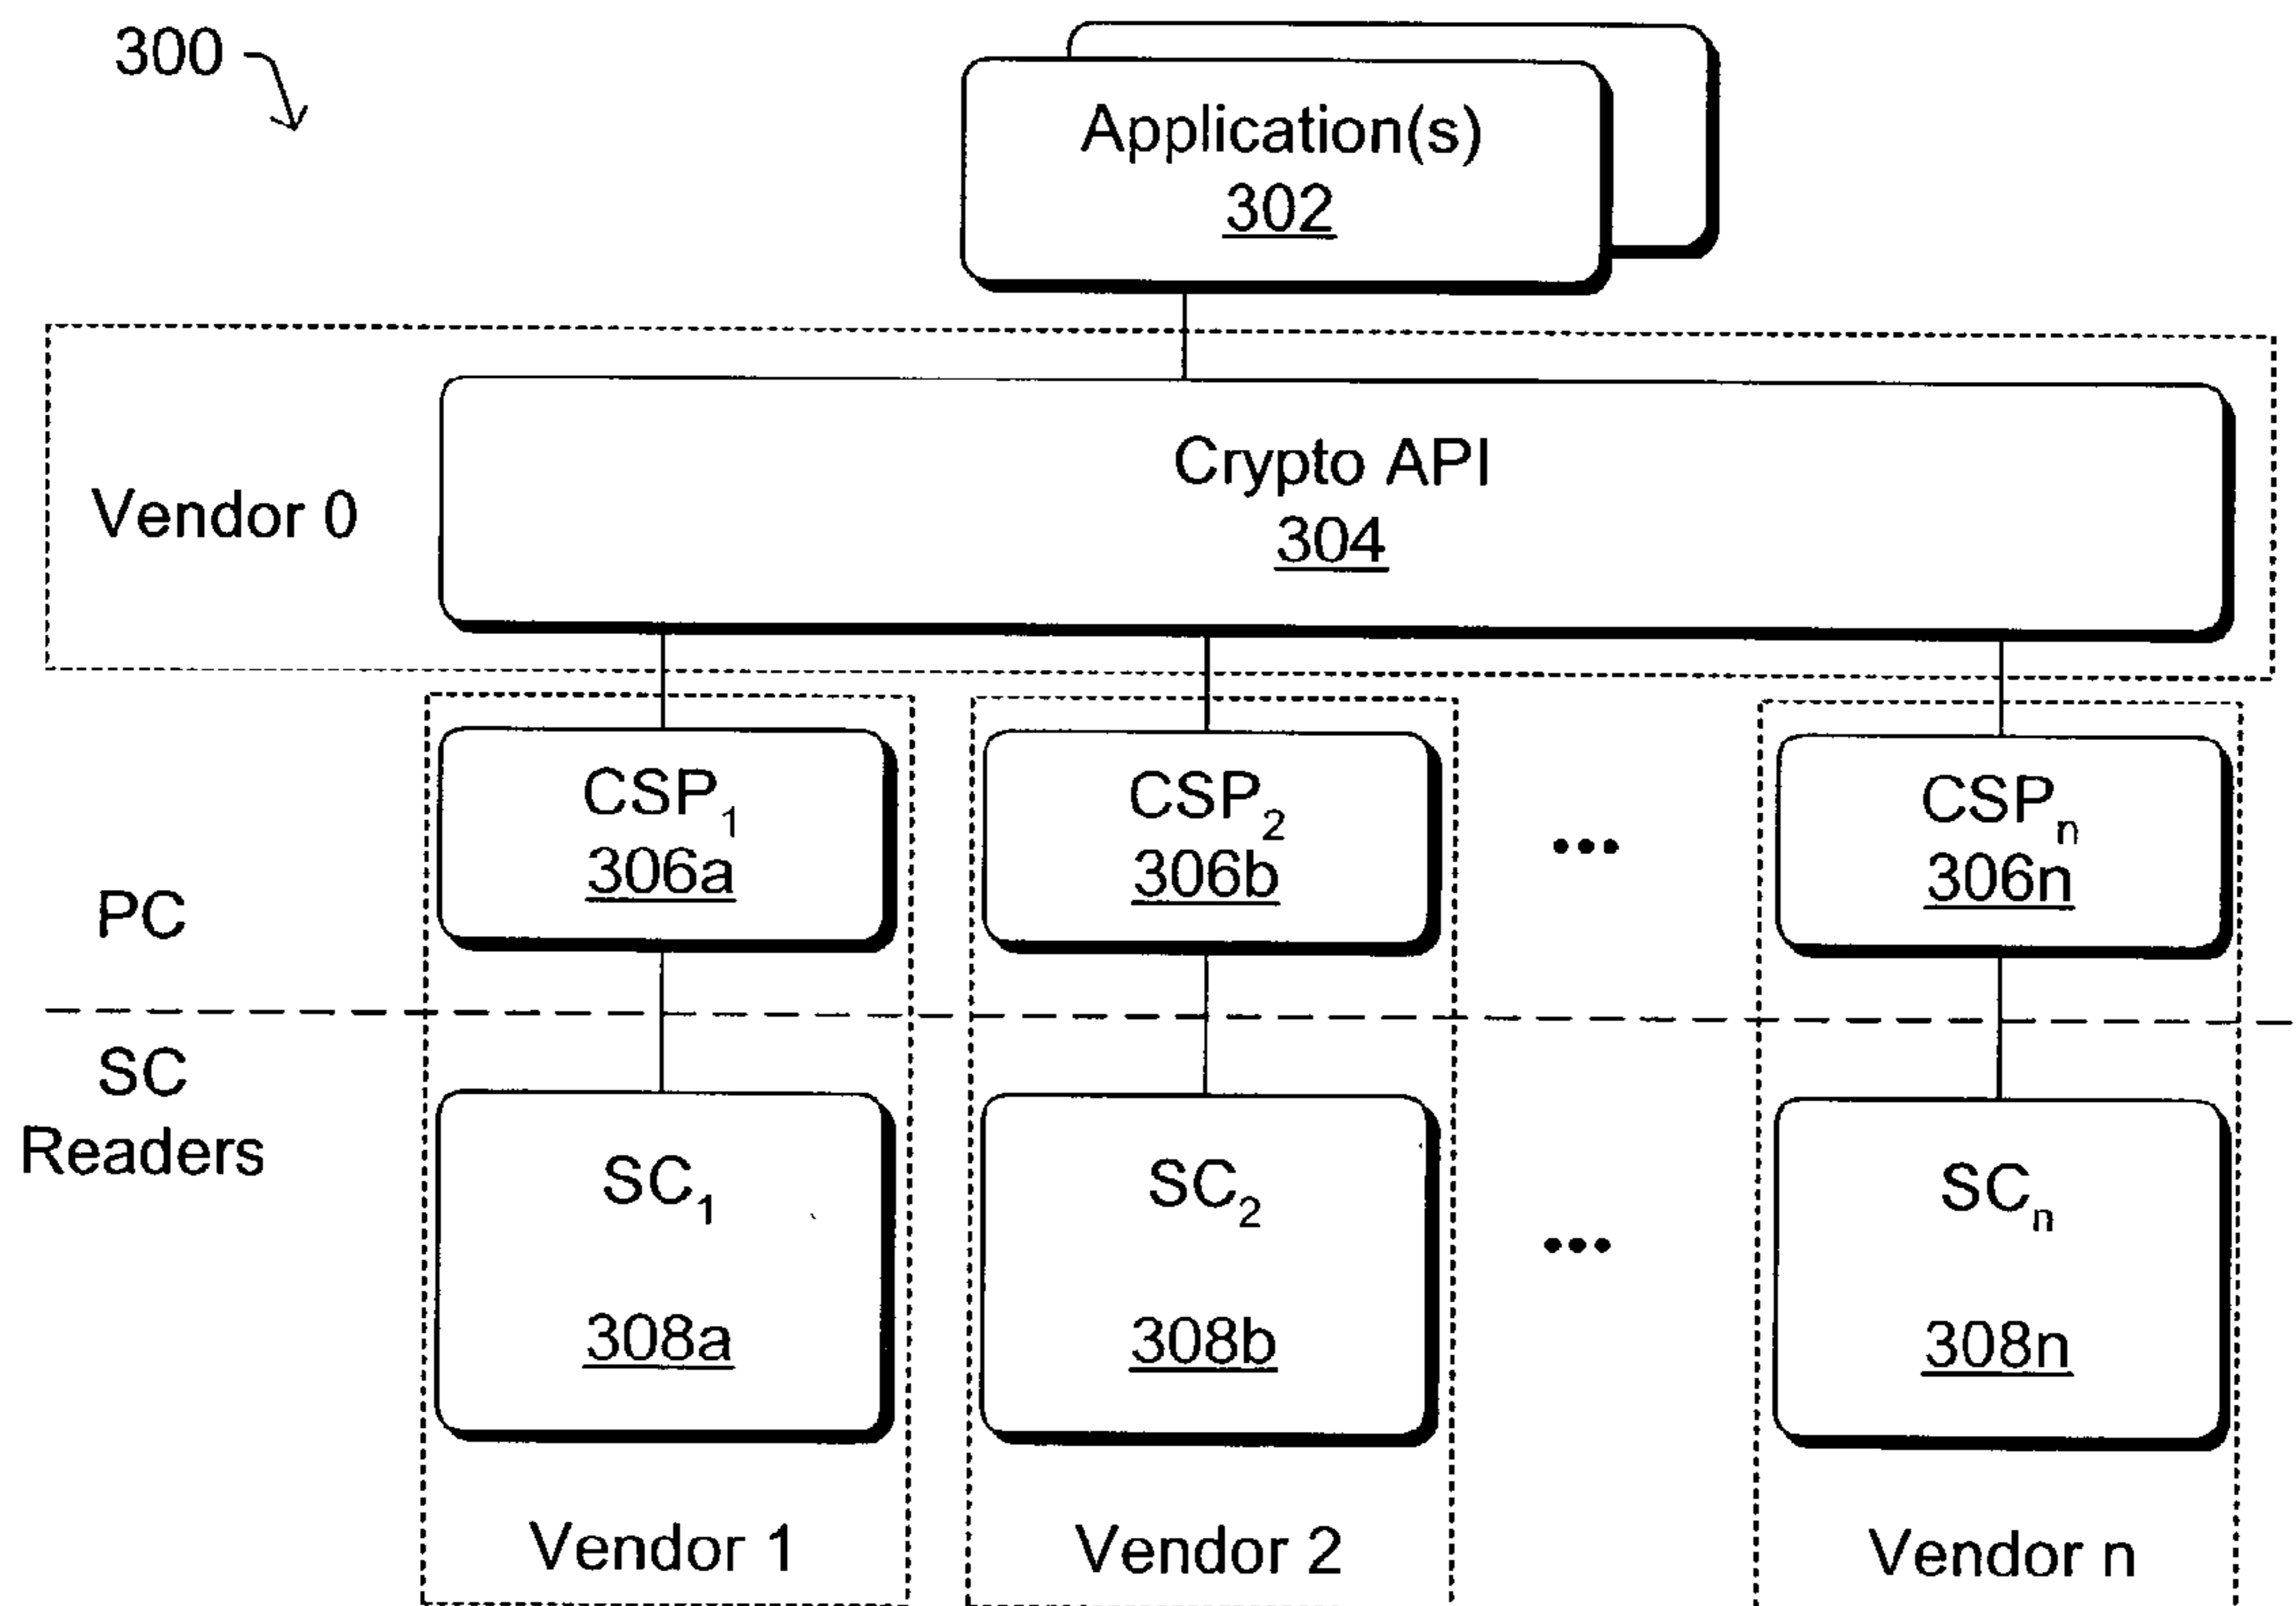 300
Application(s)
302
Vendor 0
Crypto API
304
CSP₁
306a
CSP₂
306b
...
CSPₙ
306n
PC
SC
Readers
SC₁
308a
SC₂
308b
...
SCₙ
308n
Vendor 1
Vendor 2
Vendor n